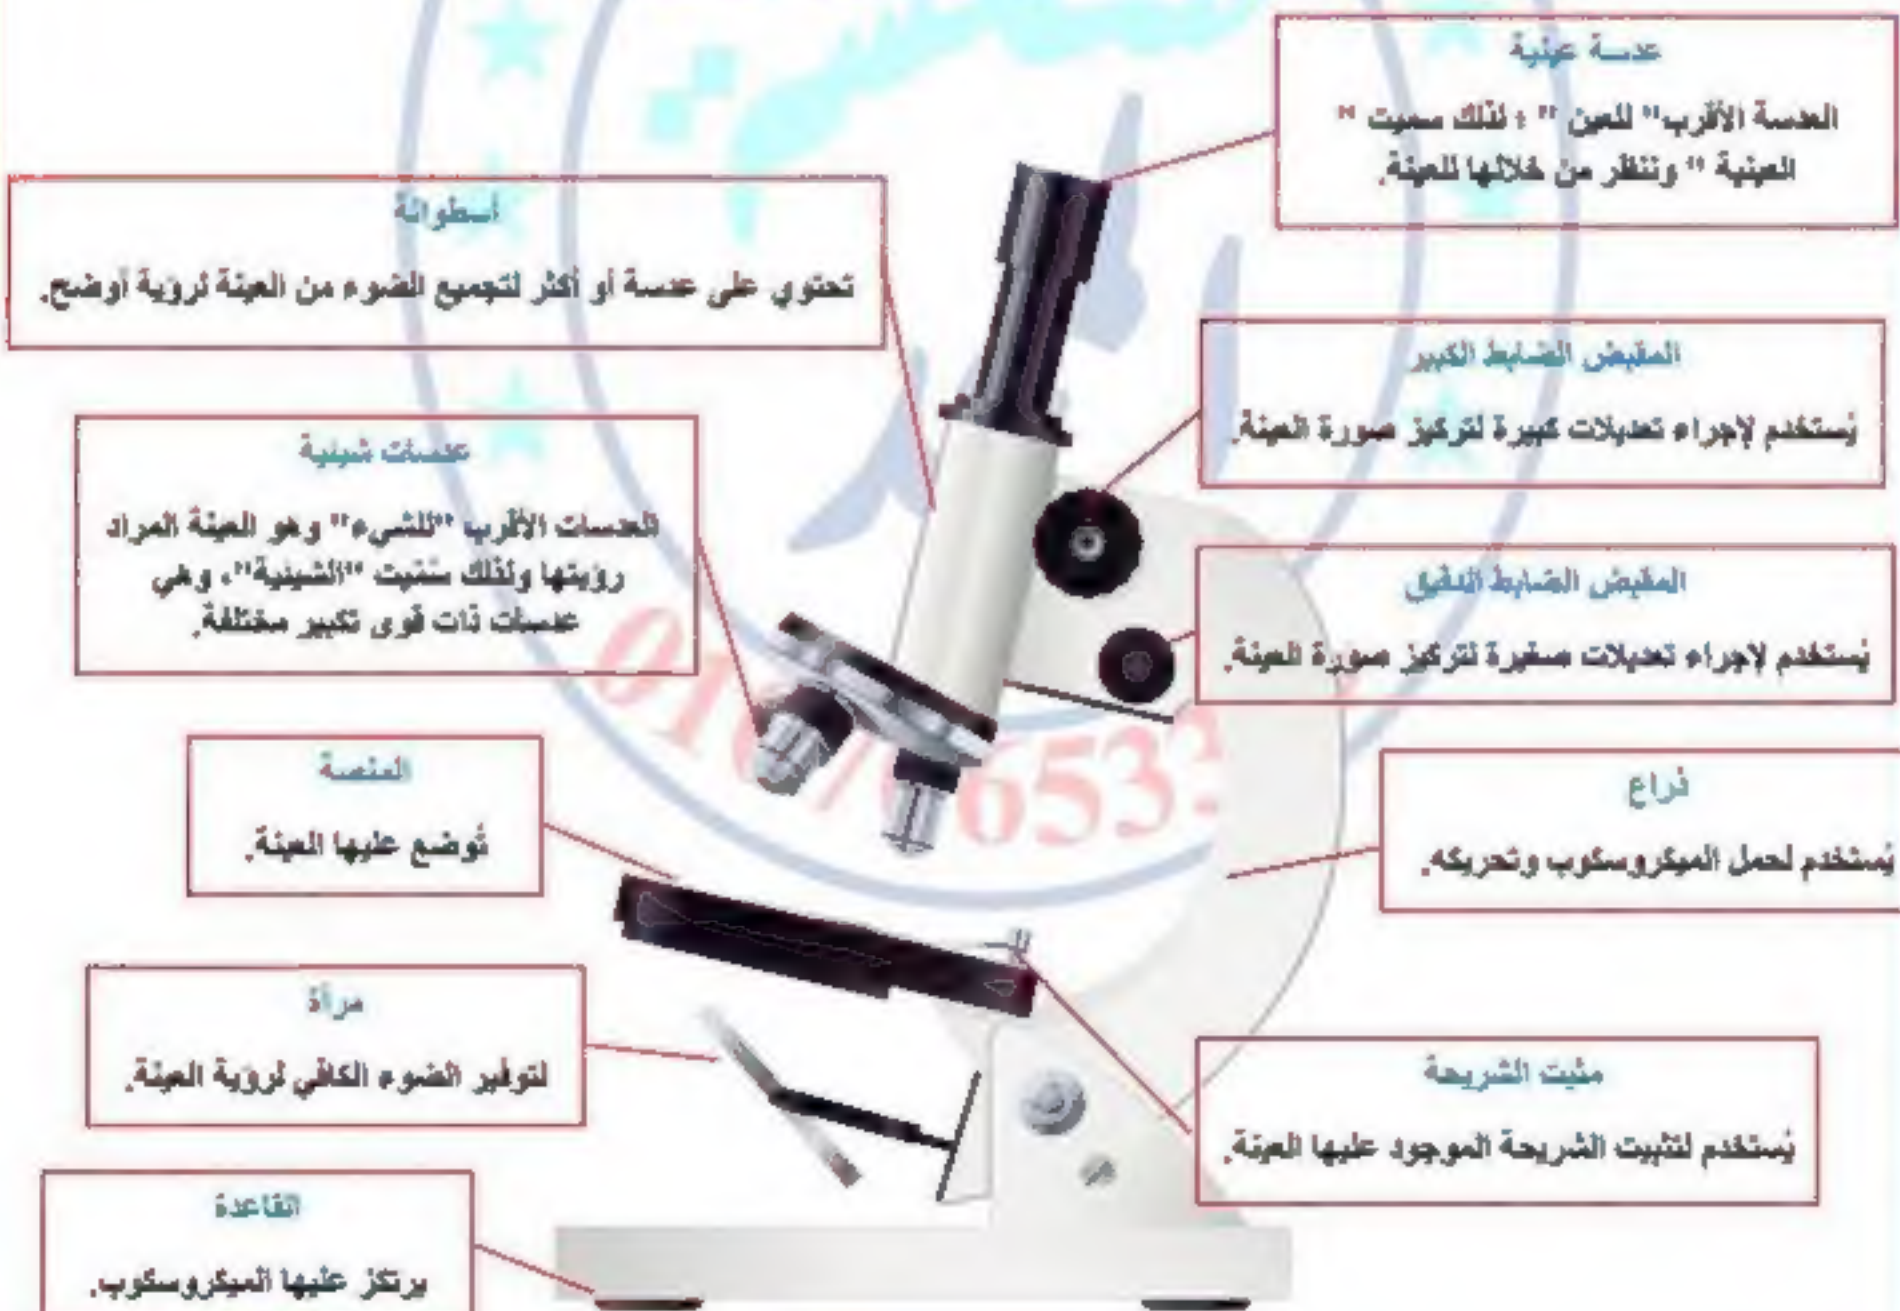 عدسة عينية
العدسة الأقرب" للعين " ؛ لذلك سميت "
العينية " وننظر من خلالها للعينة.
أسطوانة
تحتوي على عدسة أو أكثر لتجميع الضوء من العينة لرؤية أوضح.
المقبض الضابط الكبير
يُستخدم لإجراء تعديلات كبيرة لتركيز صورة العينة.
عدسات شيئية
العدسات الأقرب "للشيء" وهو العينة المراد
رؤيتها ولذلك سُميت "الشيئية"، وهي
عدسات ذات قوى تكبير مختلفة.
المقبض الضابط الدقيق
يُستخدم لإجراء تعديلات صغيرة لتركيز صورة العينة.
المنصة
تُوضع عليها العينة.
ذراع
يُستخدم لحمل الميكروسكوب وتحريكه.
مرآة
لتوفير الضوء الكافي لرؤية العينة.
مثبت الشريحة
يُستخدم لتثبيت الشريحة الموجود عليها العينة.
القاعدة
يرتكز عليها الميكروسكوب.